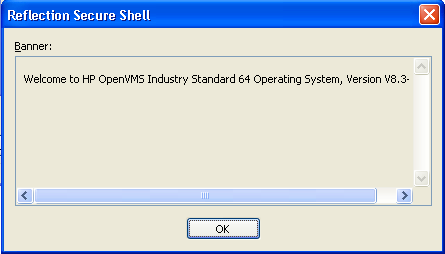 Reflection Secure Shell
Banner:
Welcome to HP OpenVMS Industry Standard 64 Operating System, Version V8.3-
OK